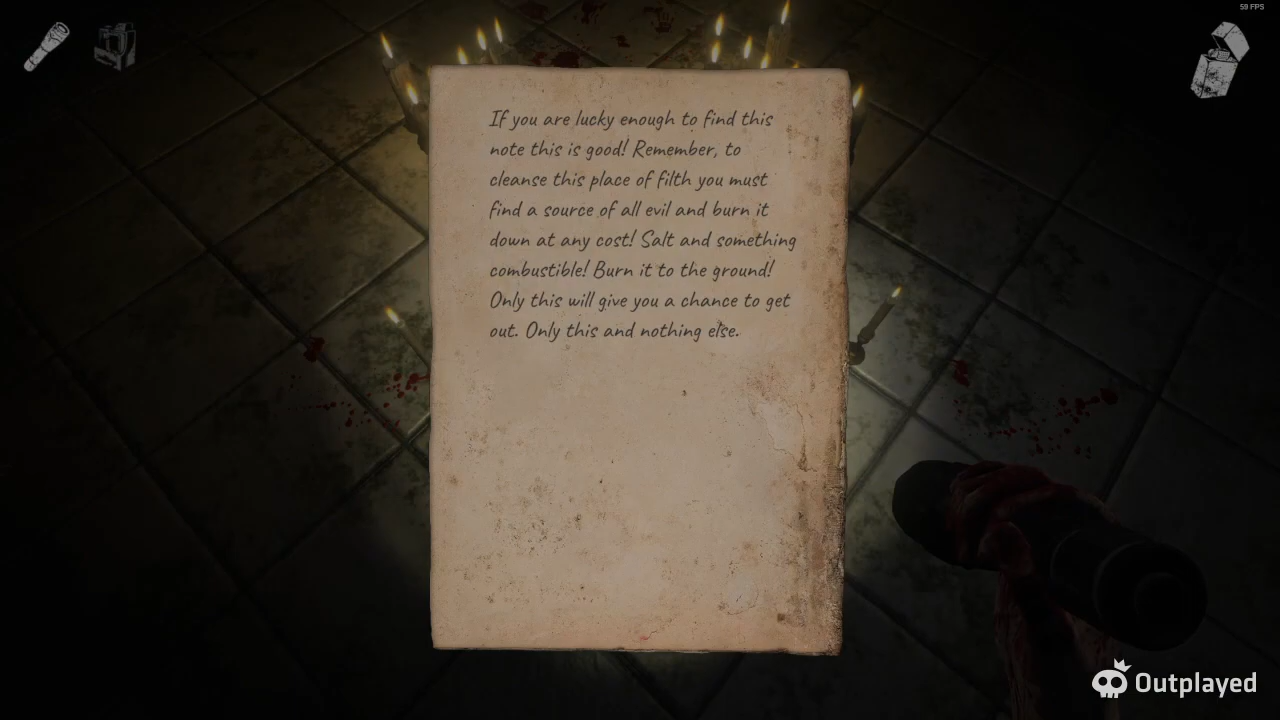 59 FPS
If you are lucky enough to find this
note this is good! Remember, to
cleanse this place of filth you must
find a source of all evil and burn it
down at any cost! Salt and something
combustible! Burn it to the ground!
Only this will give you a chance to get
out. Only this and nothing else.
Outplayed